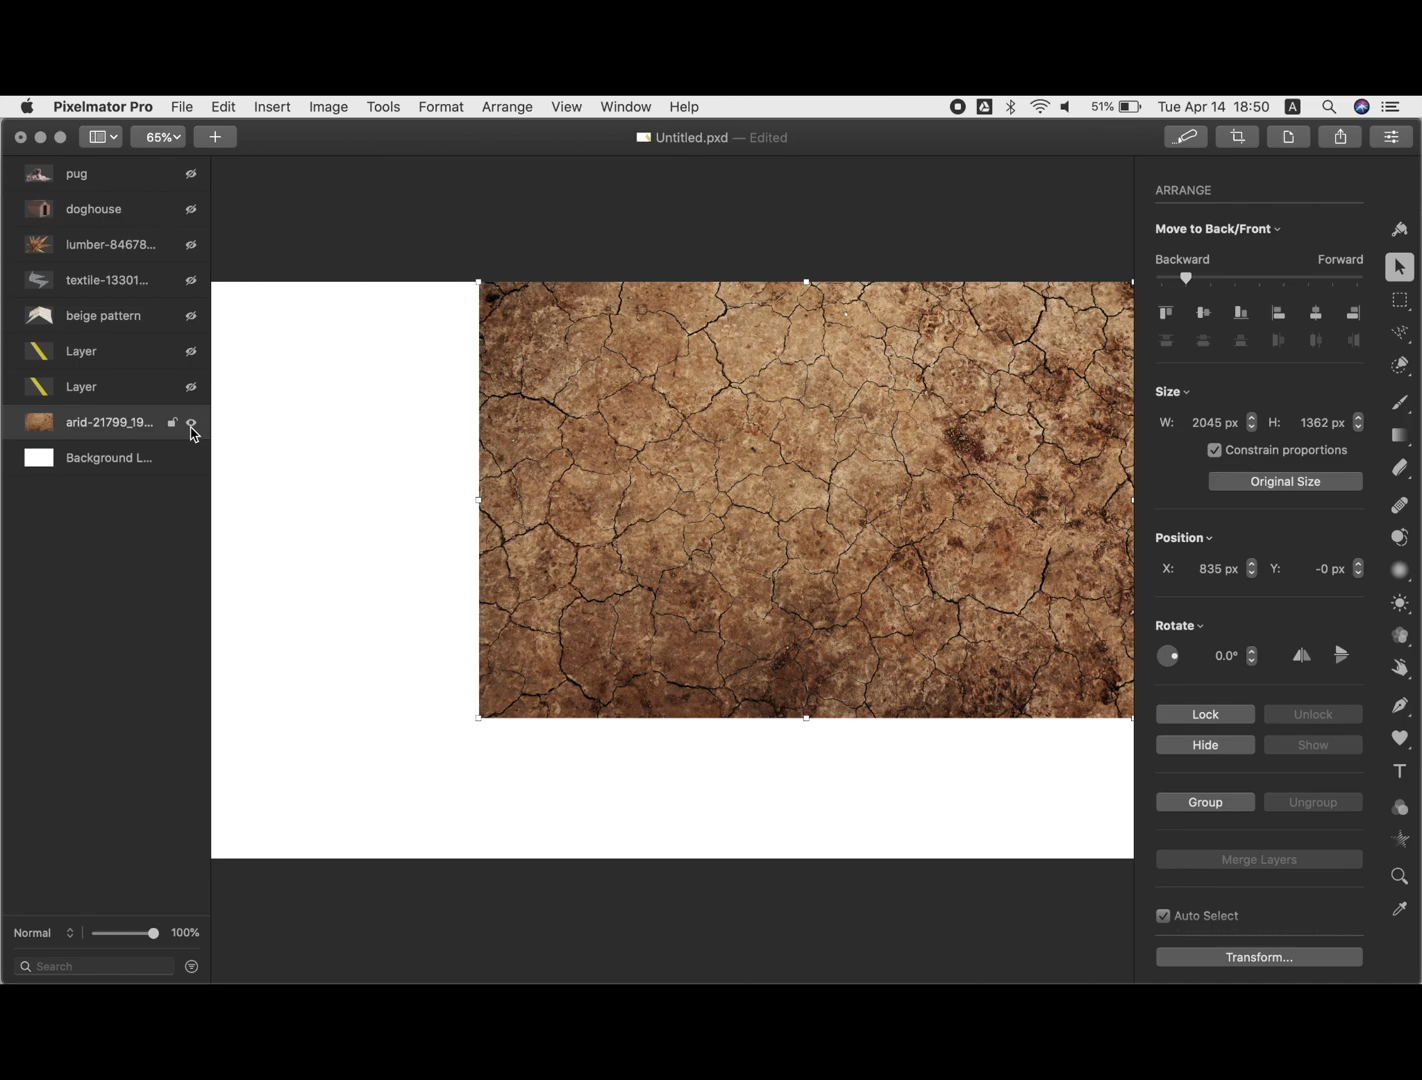 Pixelmator Pro File Edit Insert Image Tools Format Arrange View Window Help 51% Tue Apr 14 18:50 A
65% Untitled.pxd — Edited
pug
doghouse
lumber-84678...
textile-13301...
beige pattern
Layer
Layer
arid-21799_19...
Background L...
Normal 100%
Search
ARRANGE
Move to Back/Front
Backward Forward
Size
W: 2045 px H: 1362 px
Constrain proportions
Original Size
Position
X: 835 px Y: -0 px
Rotate
0.0°
Lock Unlock
Hide Show
Group Ungroup
Merge Layers
Auto Select
Transform...